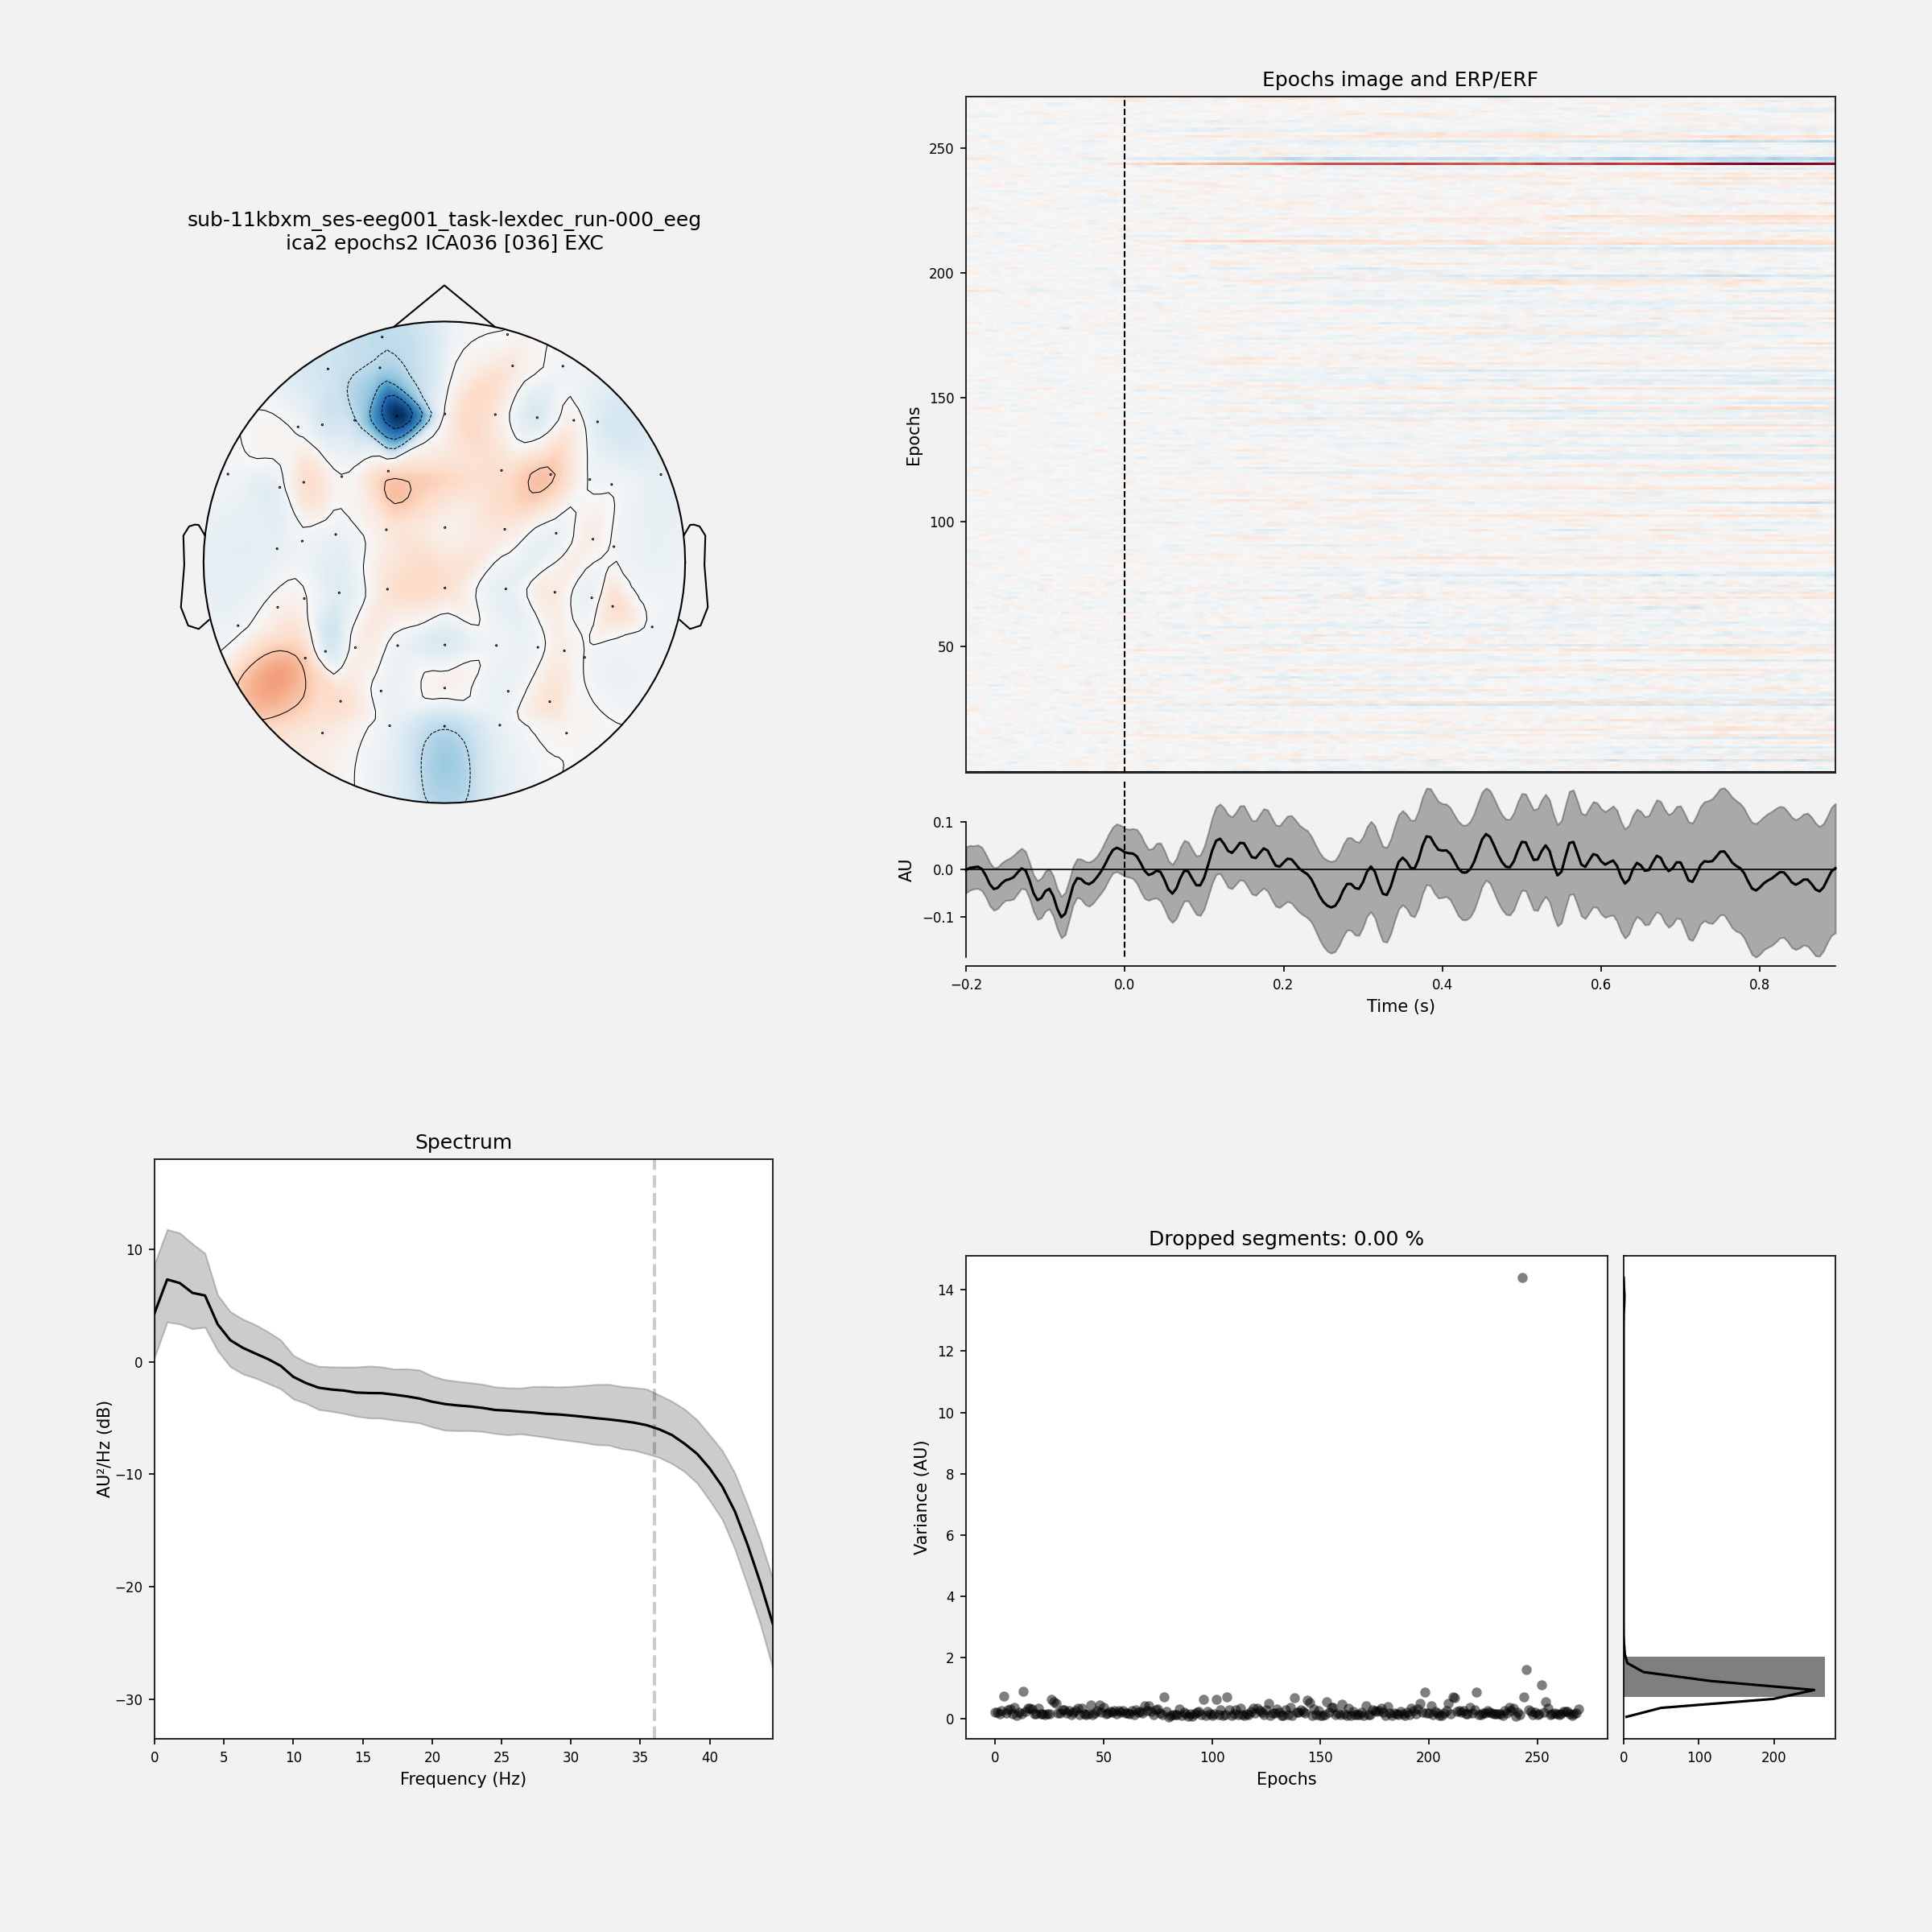 sub-11kbxm_ses-eeg001_task-lexdec_run-000_eeg
ica2 epochs2 ICA036 [036] EXC
Epochs image and ERP/ERF
Epochs
250
200
150
100
50
AU
0.1
0.0
−0.1
−0.2 0.0 0.2 0.4 0.6 0.8
Time (s)
Spectrum
AU²/Hz (dB)
10
0
−10
−20
−30
0 5 10 15 20 25 30 35 40
Frequency (Hz)
Dropped segments: 0.00 %
Variance (AU)
14
12
10
8
6
4
2
0
0 50 100 150 200 250
Epochs
0 100 200